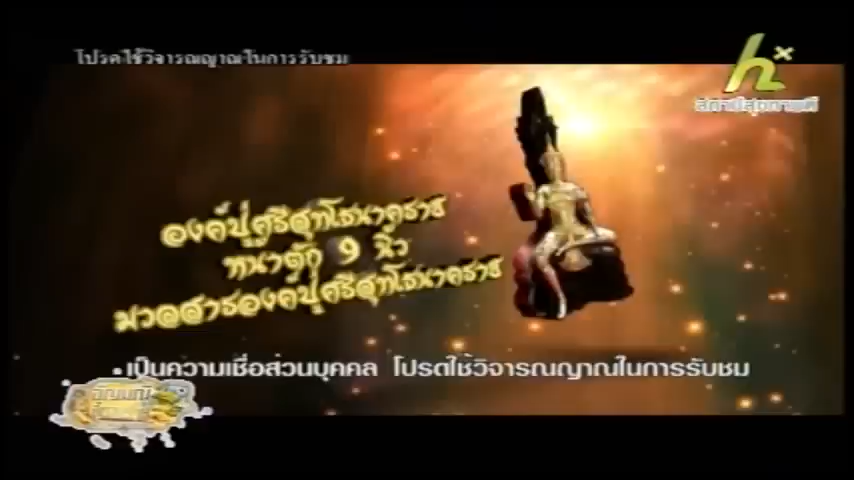 โปรดใช้วิจารณญาณในการรับชม
สถานีสุขภาพดี
องค์ปู่ศรีสุทโธนาคราช
หน้าตัก 9 นิ้ว
มวลสารองค์ปู่ศรีสุทโธนาคราช
เป็นความเชื่อส่วนบุคคล โปรดใช้วิจารณญาณในการรับชม